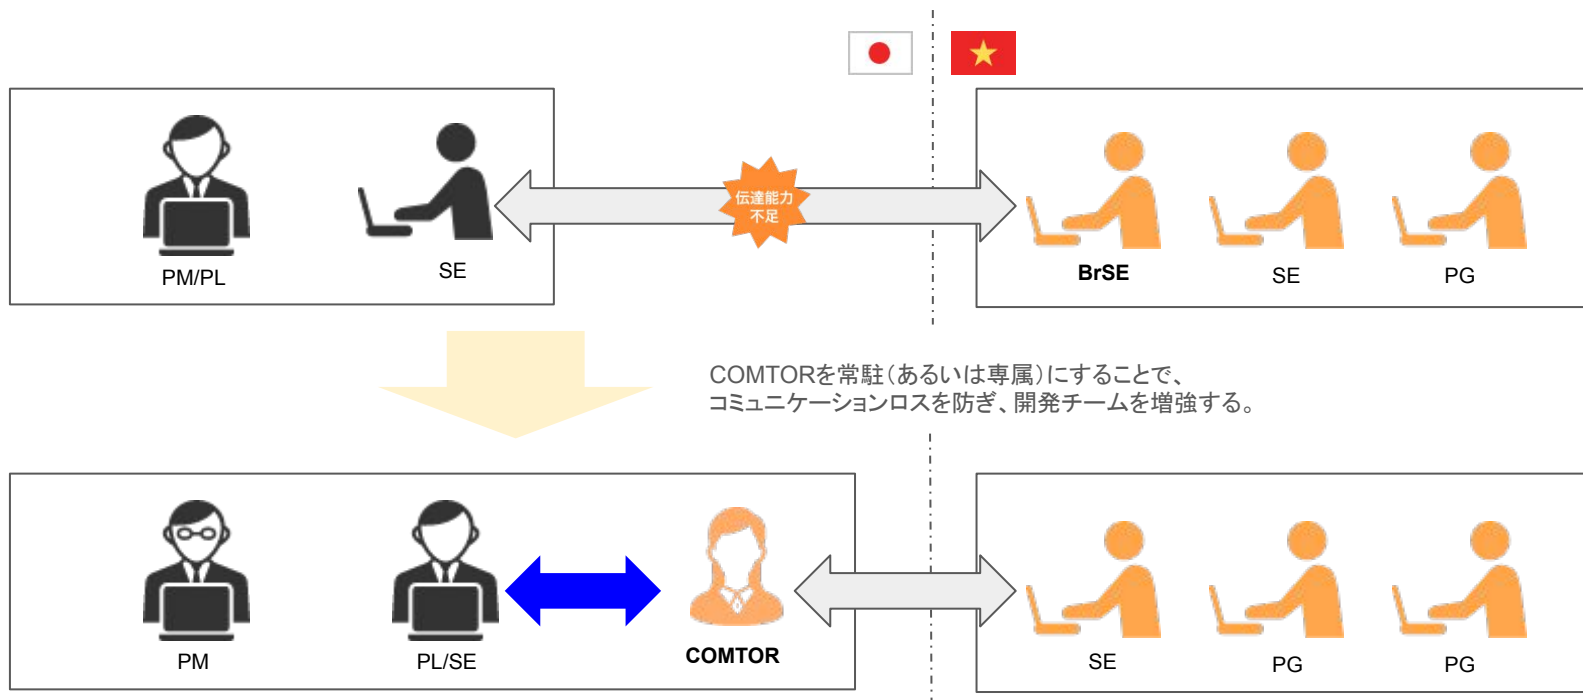 伝達能力
不足
PM/PL
SE
BrSE
SE
PG
COMTORを常駐（あるいは専属）にすることで、
コミュニケーションロスを防ぎ、開発チームを増強する。
PM
PL/SE
COMTOR
SE
PG
PG